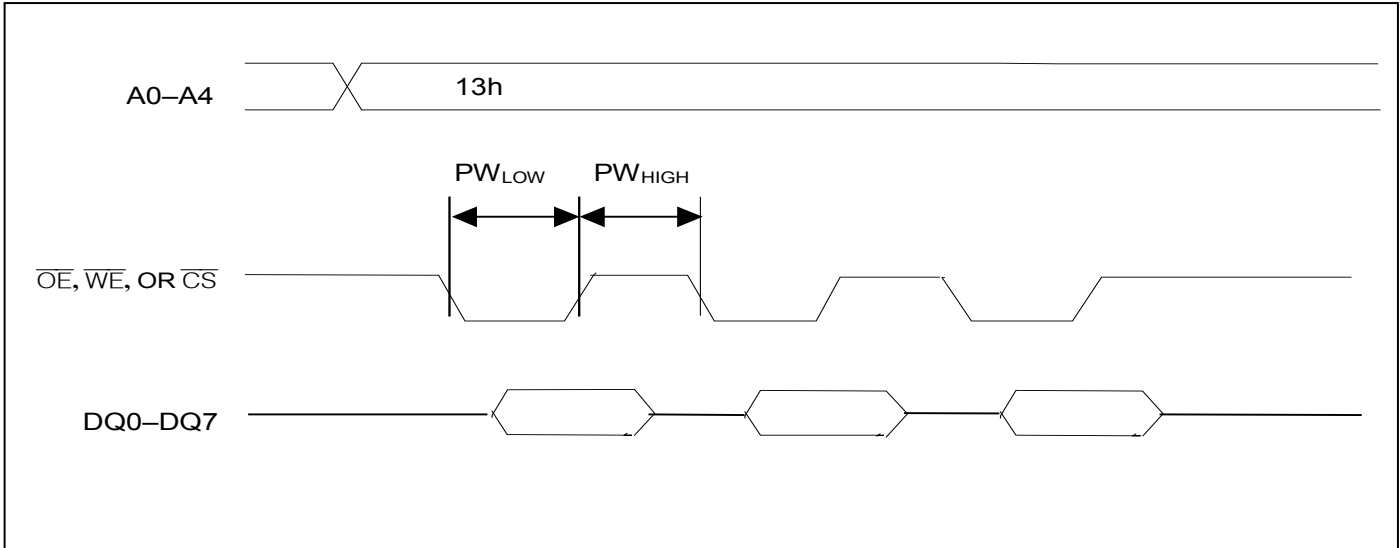 A0–A4
13h
PWLOW
PWHIGH
OE, WE, OR CS
DQ0–DQ7